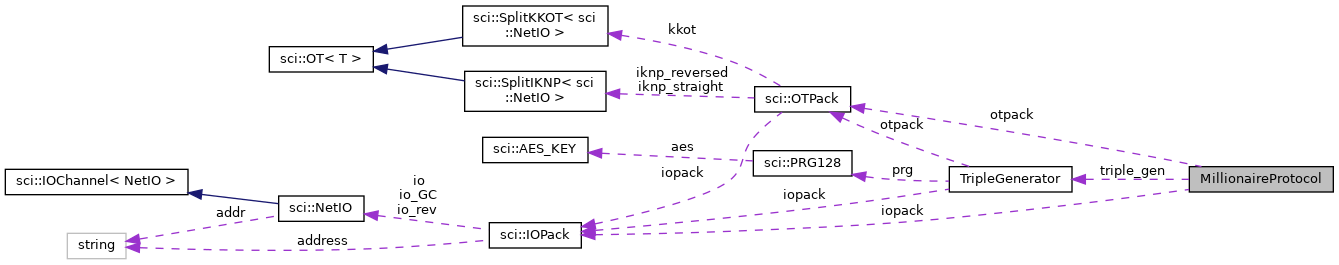 sci::SplitKKOT< sci
::NetIO >
kkot
sci::OT< T >
iknp_reversed
iknp_straight
sci::SplitIKNP< sci
::NetIO >
sci::OTPack
otpack
otpack
sci::AES_KEY
aes
sci::PRG128
iopack
prg
TripleGenerator
triple_gen
MillionaireProtocol
sci::IOChannel< NetIO >
io
io_GC
io_rev
iopack
iopack
addr
sci::NetIO
string
address
sci::IOPack